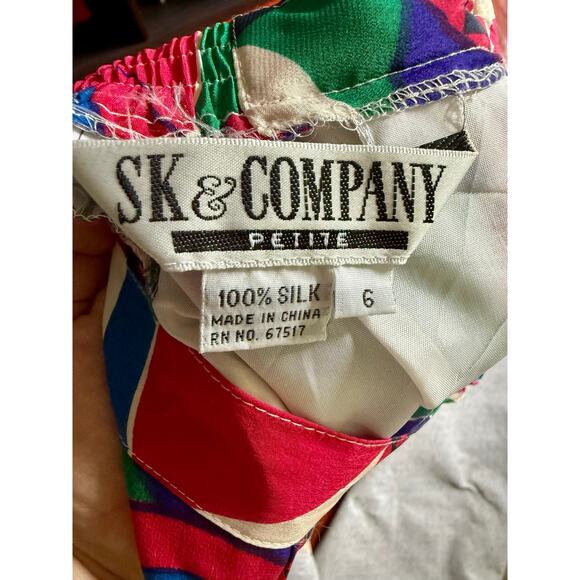 SK & COMPANY
PETITE
100% SILK
6
MADE IN CHINA
RN NO. 67517